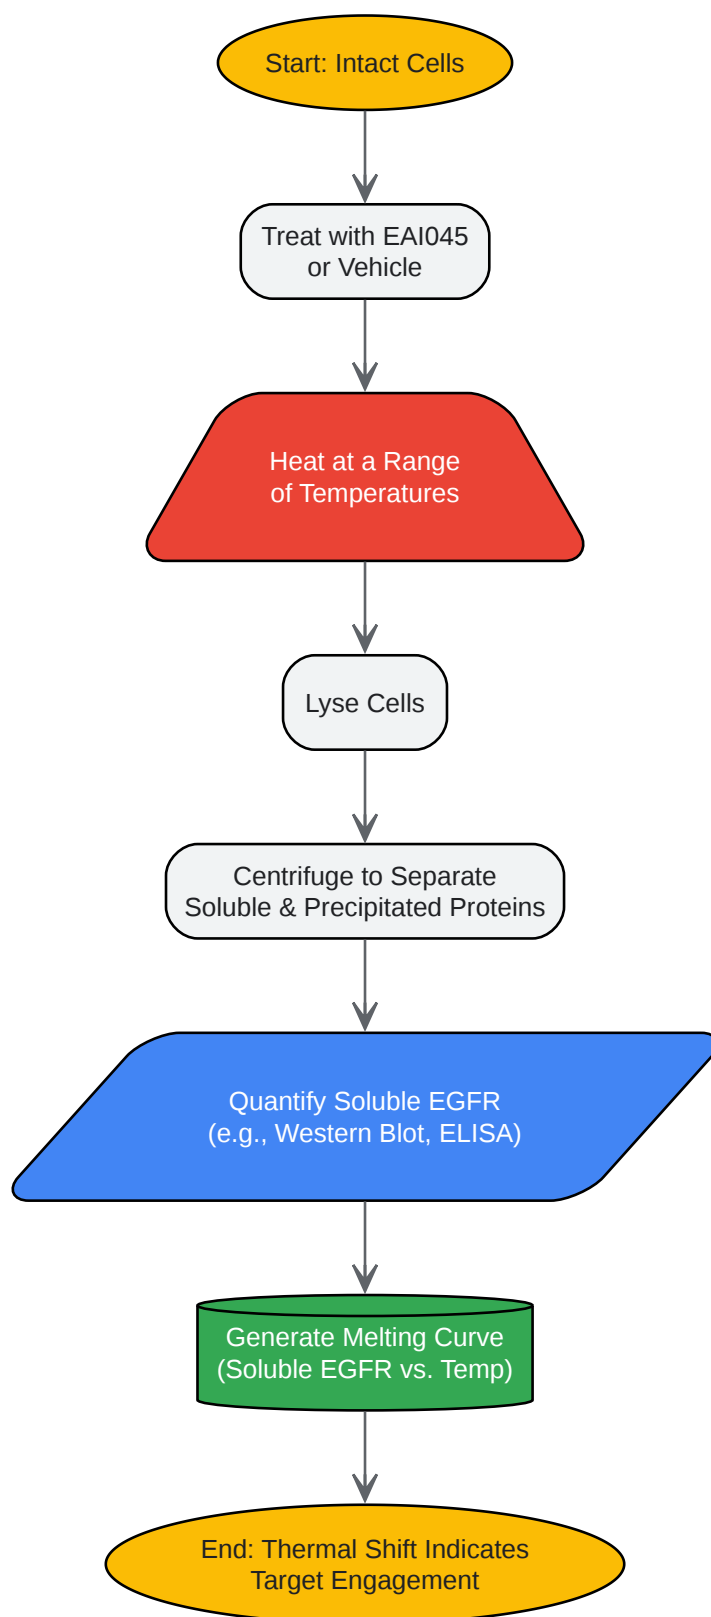 Start: Intact Cells
Treat with EAI045
or Vehicle
Heat at a Range
of Temperatures
Lyse Cells
Centrifuge to Separate
Soluble & Precipitated Proteins
Quantify Soluble EGFR
(e.g., Western Blot, ELISA)
Generate Melting Curve
(Soluble EGFR vs. Temp)
End: Thermal Shift Indicates
Target Engagement